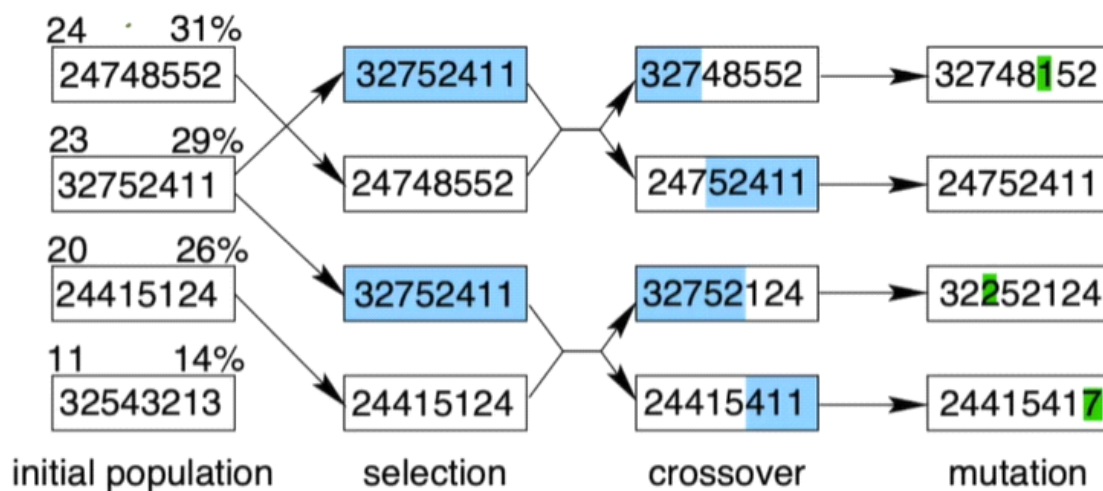 24 31%
24748552 32752411 32748552 32748152
23 29%
32752411 24748552 24752411 24752411
20 26%
24415124 32752411 32752124 32252124
11 14%
32543213 24415124 24415411 24415417
initial population selection crossover mutation